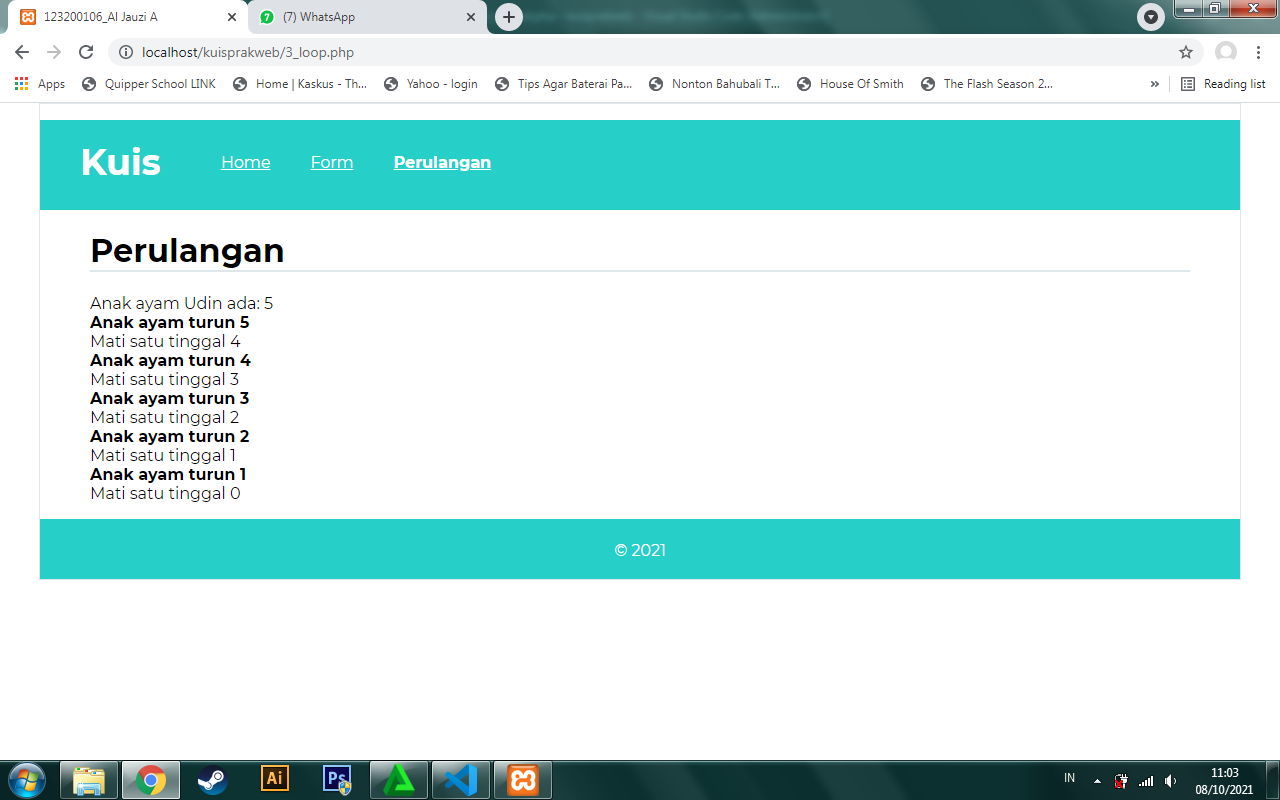 123200106_Al Jauzi A
(7) WhatsApp
localhost/kuisprakweb/3_loop.php
Apps
Quipper School LINK
Home | Kaskus - Th...
Yahoo - login
Tips Agar Baterai Pa...
Nonton Bahubali T...
House Of Smith
The Flash Season 2...
»
Reading list
Kuis
Home
Form
Perulangan
Perulangan
Anak ayam Udin ada: 5
Anak ayam turun 5
Mati satu tinggal 4
Anak ayam turun 4
Mati satu tinggal 3
Anak ayam turun 3
Mati satu tinggal 2
Anak ayam turun 2
Mati satu tinggal 1
Anak ayam turun 1
Mati satu tinggal 0
© 2021
Ai
Ps
IN
11:03
08/10/2021